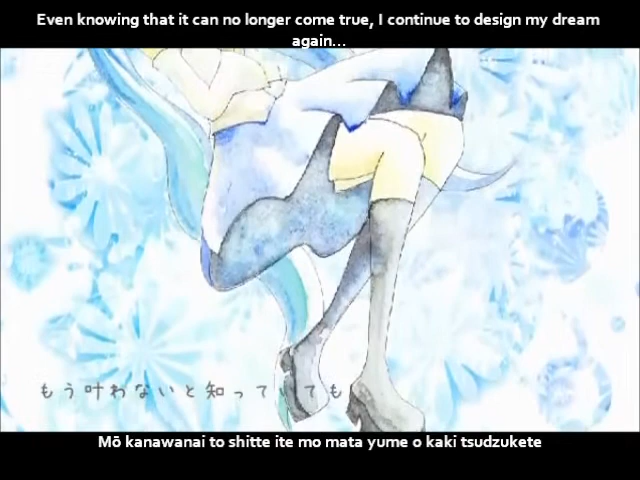 Even knowing that it can no longer come true, I continue to design my dream
again...
もう叶わないと知っていても
Mō kanawanai to shitte ite mo mata yume o kaki tsudzukete